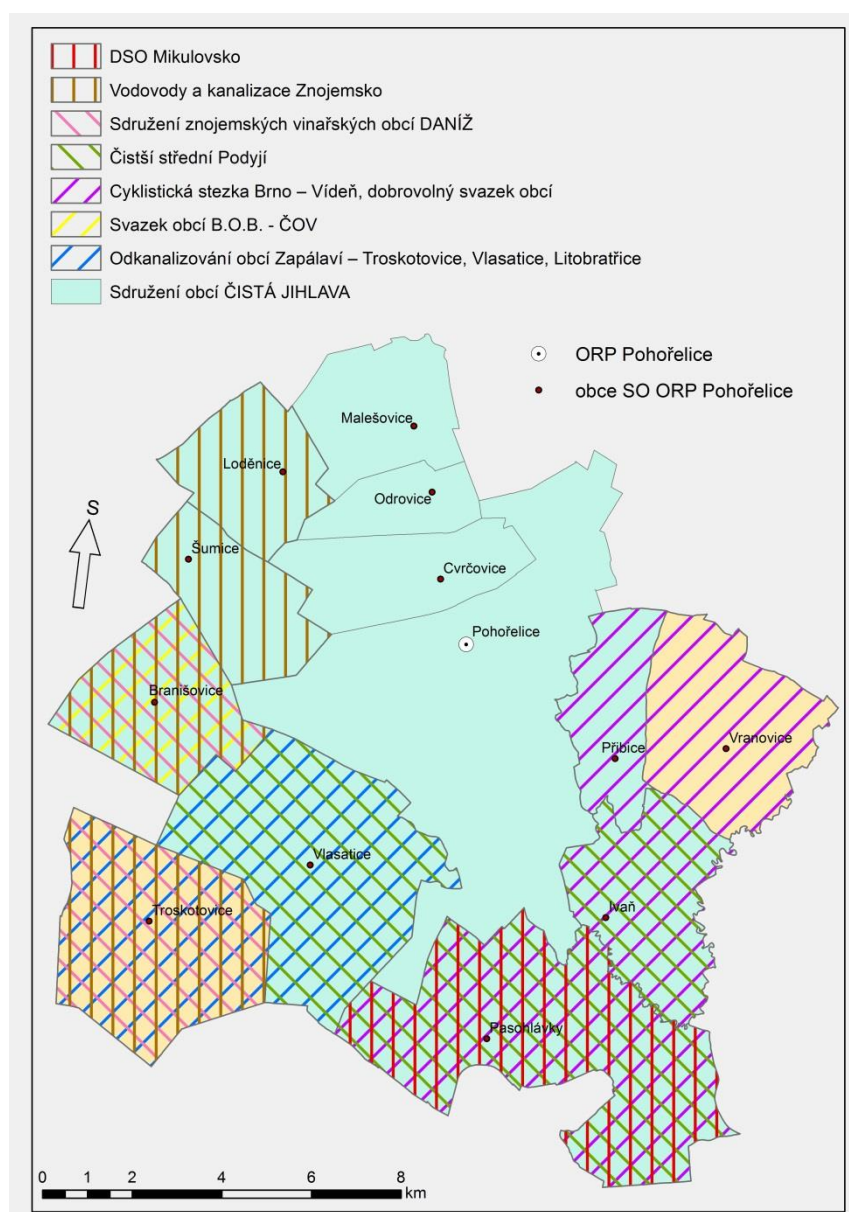 DSO Mikulovsko
Vodovody a kanalizace Znojemsko
Sdružení znojemských vinařských obcí DANÍŽ
Čistší střední Podyjí
Cyklistická stezka Brno – Vídeň, dobrovolný svazek obcí
Svazek obcí B.O.B. - ČOV
Odkanalizování obcí Zapálaví – Troskotovice, Vlasatice, Litobratřice
Sdružení obcí ČISTÁ JIHLAVA
ORP Pohořelice
obce SO ORP Pohořelice
Malešovice
Loděnice
Odrovice
S
Šumice
Cvrčovice
Pohořelice
Branišovice
Vranovice
Přibice
Vlasatice
Troskotovice
Ivaň
Pasohlávky
0 1 2 4 6 8
km